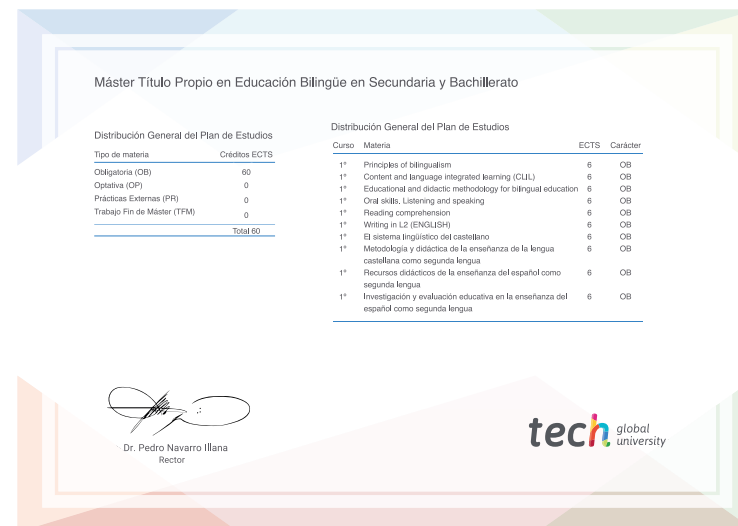 Máster Título Propio en Educación Bilingüe en Secundaria y Bachillerato
Distribución General del Plan de Estudios
Tipo de materia Créditos ECTS
Obligatoria (OB) 60
Optativa (OP) 0
Prácticas Externas (PR) 0
Trabajo Fin de Máster (TFM) 0
Total 60
Distribución General del Plan de Estudios
Curso Materia ECTS Carácter
1º Principles of bilingualism 6 OB
1º Content and language integrated learning (CLIL) 6 OB
1º Educational and didactic methodology for bilingual education 6 OB
1º Oral skills, Listening and speaking 6 OB
1º Reading comprehension 6 OB
1º Writing in L2 (ENGLISH) 6 OB
1º El sistema lingüístico del castellano 6 OB
1º Metodología y didáctica de la enseñanza de la lengua 6 OB
castellana como segunda lengua
1º Recursos didácticos de la enseñanza del español como 6 OB
segunda lengua
1º Investigación y evaluación educativa en la enseñanza del 6 OB
español como segunda lengua
Dr. Pedro Navarro Illana
Rector
tech global
university